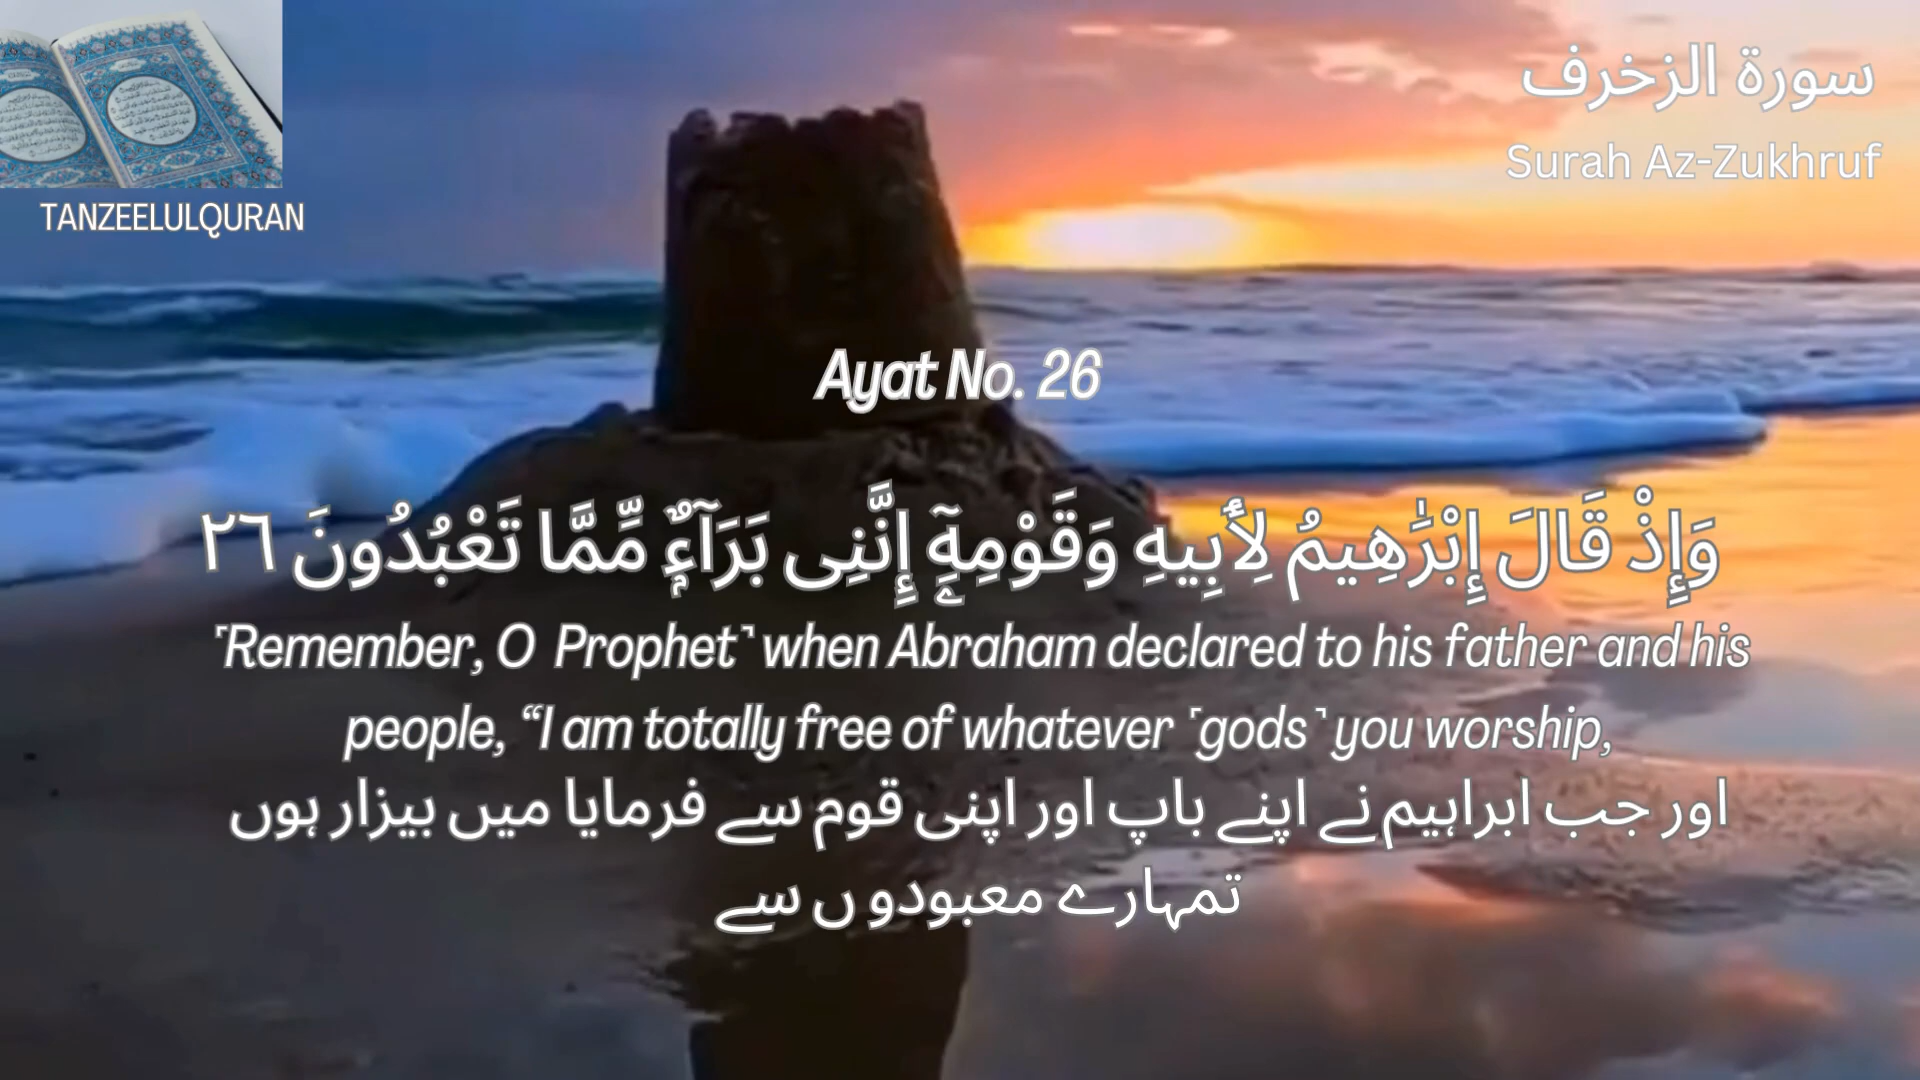 TANZEELULQURAN
سورة الزخرف
Surah Az-Zukhruf
Ayat No. 26
وَإِذْ قَالَ إِبْرَٰهِيمُ لِأَبِيهِ وَقَوْمِهِۦٓ إِنَّنِى بَرَآءٌۭ مِّمَّا تَعْبُدُونَ ٢٦
˹Remember, O Prophet˺ when Abraham declared to his father and his
people, “I am totally free of whatever ˹gods˺ you worship,
اور جب ابراہیم نے اپنے باپ اور اپنی قوم سے فرمایا میں بیزار ہوں
تمہارے معبودو ں سے